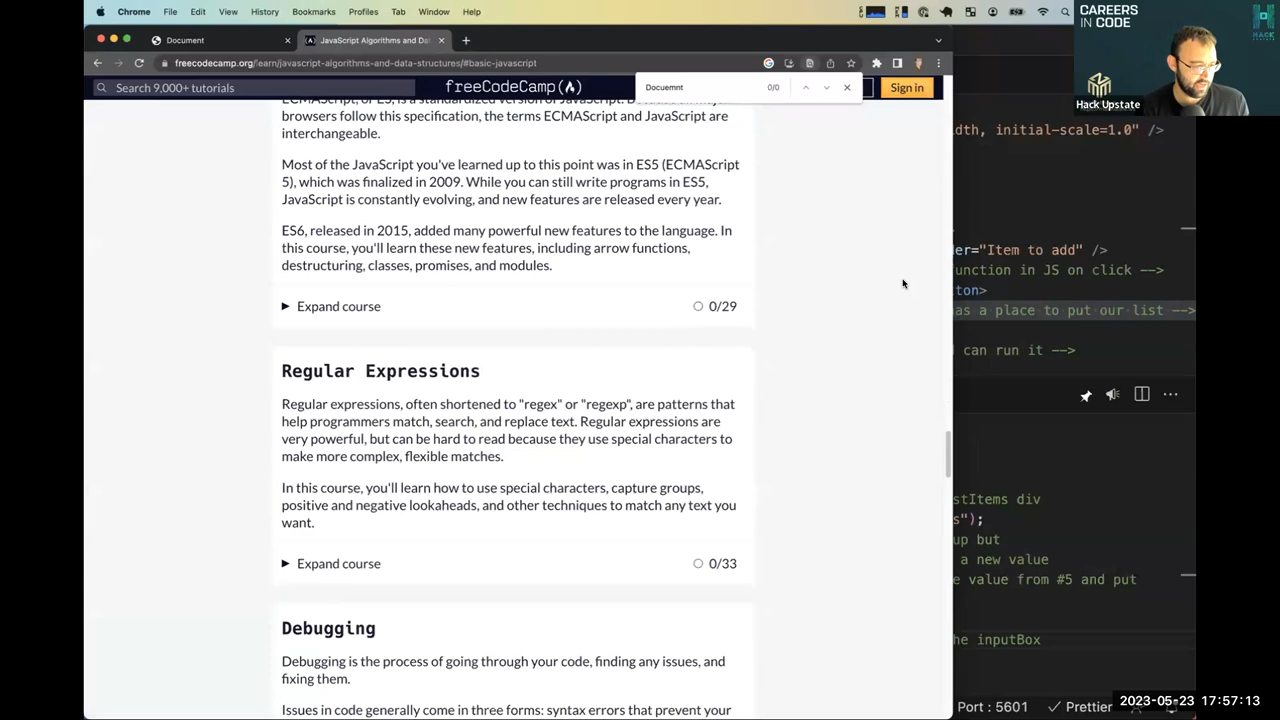 Chrome File Edit View History Bookmarks Profiles Tab Window Help
CAREERS IN CODE
HACK UPSTATE
Hack Upstate
Document
JavaScript Algorithms and Da
freecodecamp.org/learn/javascript-algorithms-and-data-structures/#basic-javascript
Search 9,000+ tutorials
freeCodeCamp
Docuemnt 0/0
Sign in
ECMAScript, or ES, is a standardized version of JavaScript.
browsers follow this specification, the terms ECMAScript and JavaScript are
interchangeable.
Most of the JavaScript you've learned up to this point was in ES5 (ECMAScript
5), which was finalized in 2009. While you can still write programs in ES5,
JavaScript is constantly evolving, and new features are released every year.
ES6, released in 2015, added many powerful new features to the language. In
this course, you'll learn these new features, including arrow functions,
destructuring, classes, promises, and modules.
Expand course 0/29
Regular Expressions
Regular expressions, often shortened to "regex" or "regexp", are patterns that
help programmers match, search, and replace text. Regular expressions are
very powerful, but can be hard to read because they use special characters to
make more complex, flexible matches.
In this course, you'll learn how to use special characters, capture groups,
positive and negative lookaheads, and other techniques to match any text you
want.
Expand course 0/33
Debugging
Debugging is the process of going through your code, finding any issues, and
fixing them.
Issues in code generally come in three forms: syntax errors that prevent your
dth, initial-scale=1.0" />
der="Item to add" />
function in JS on click -->
ton>
as a place to put our list -->
can run it -->
stItems div
s");
up but
a new value
e value from #5 and put
he inputBox
Port : 5601 Prettier
2023-05-23 17:57:13